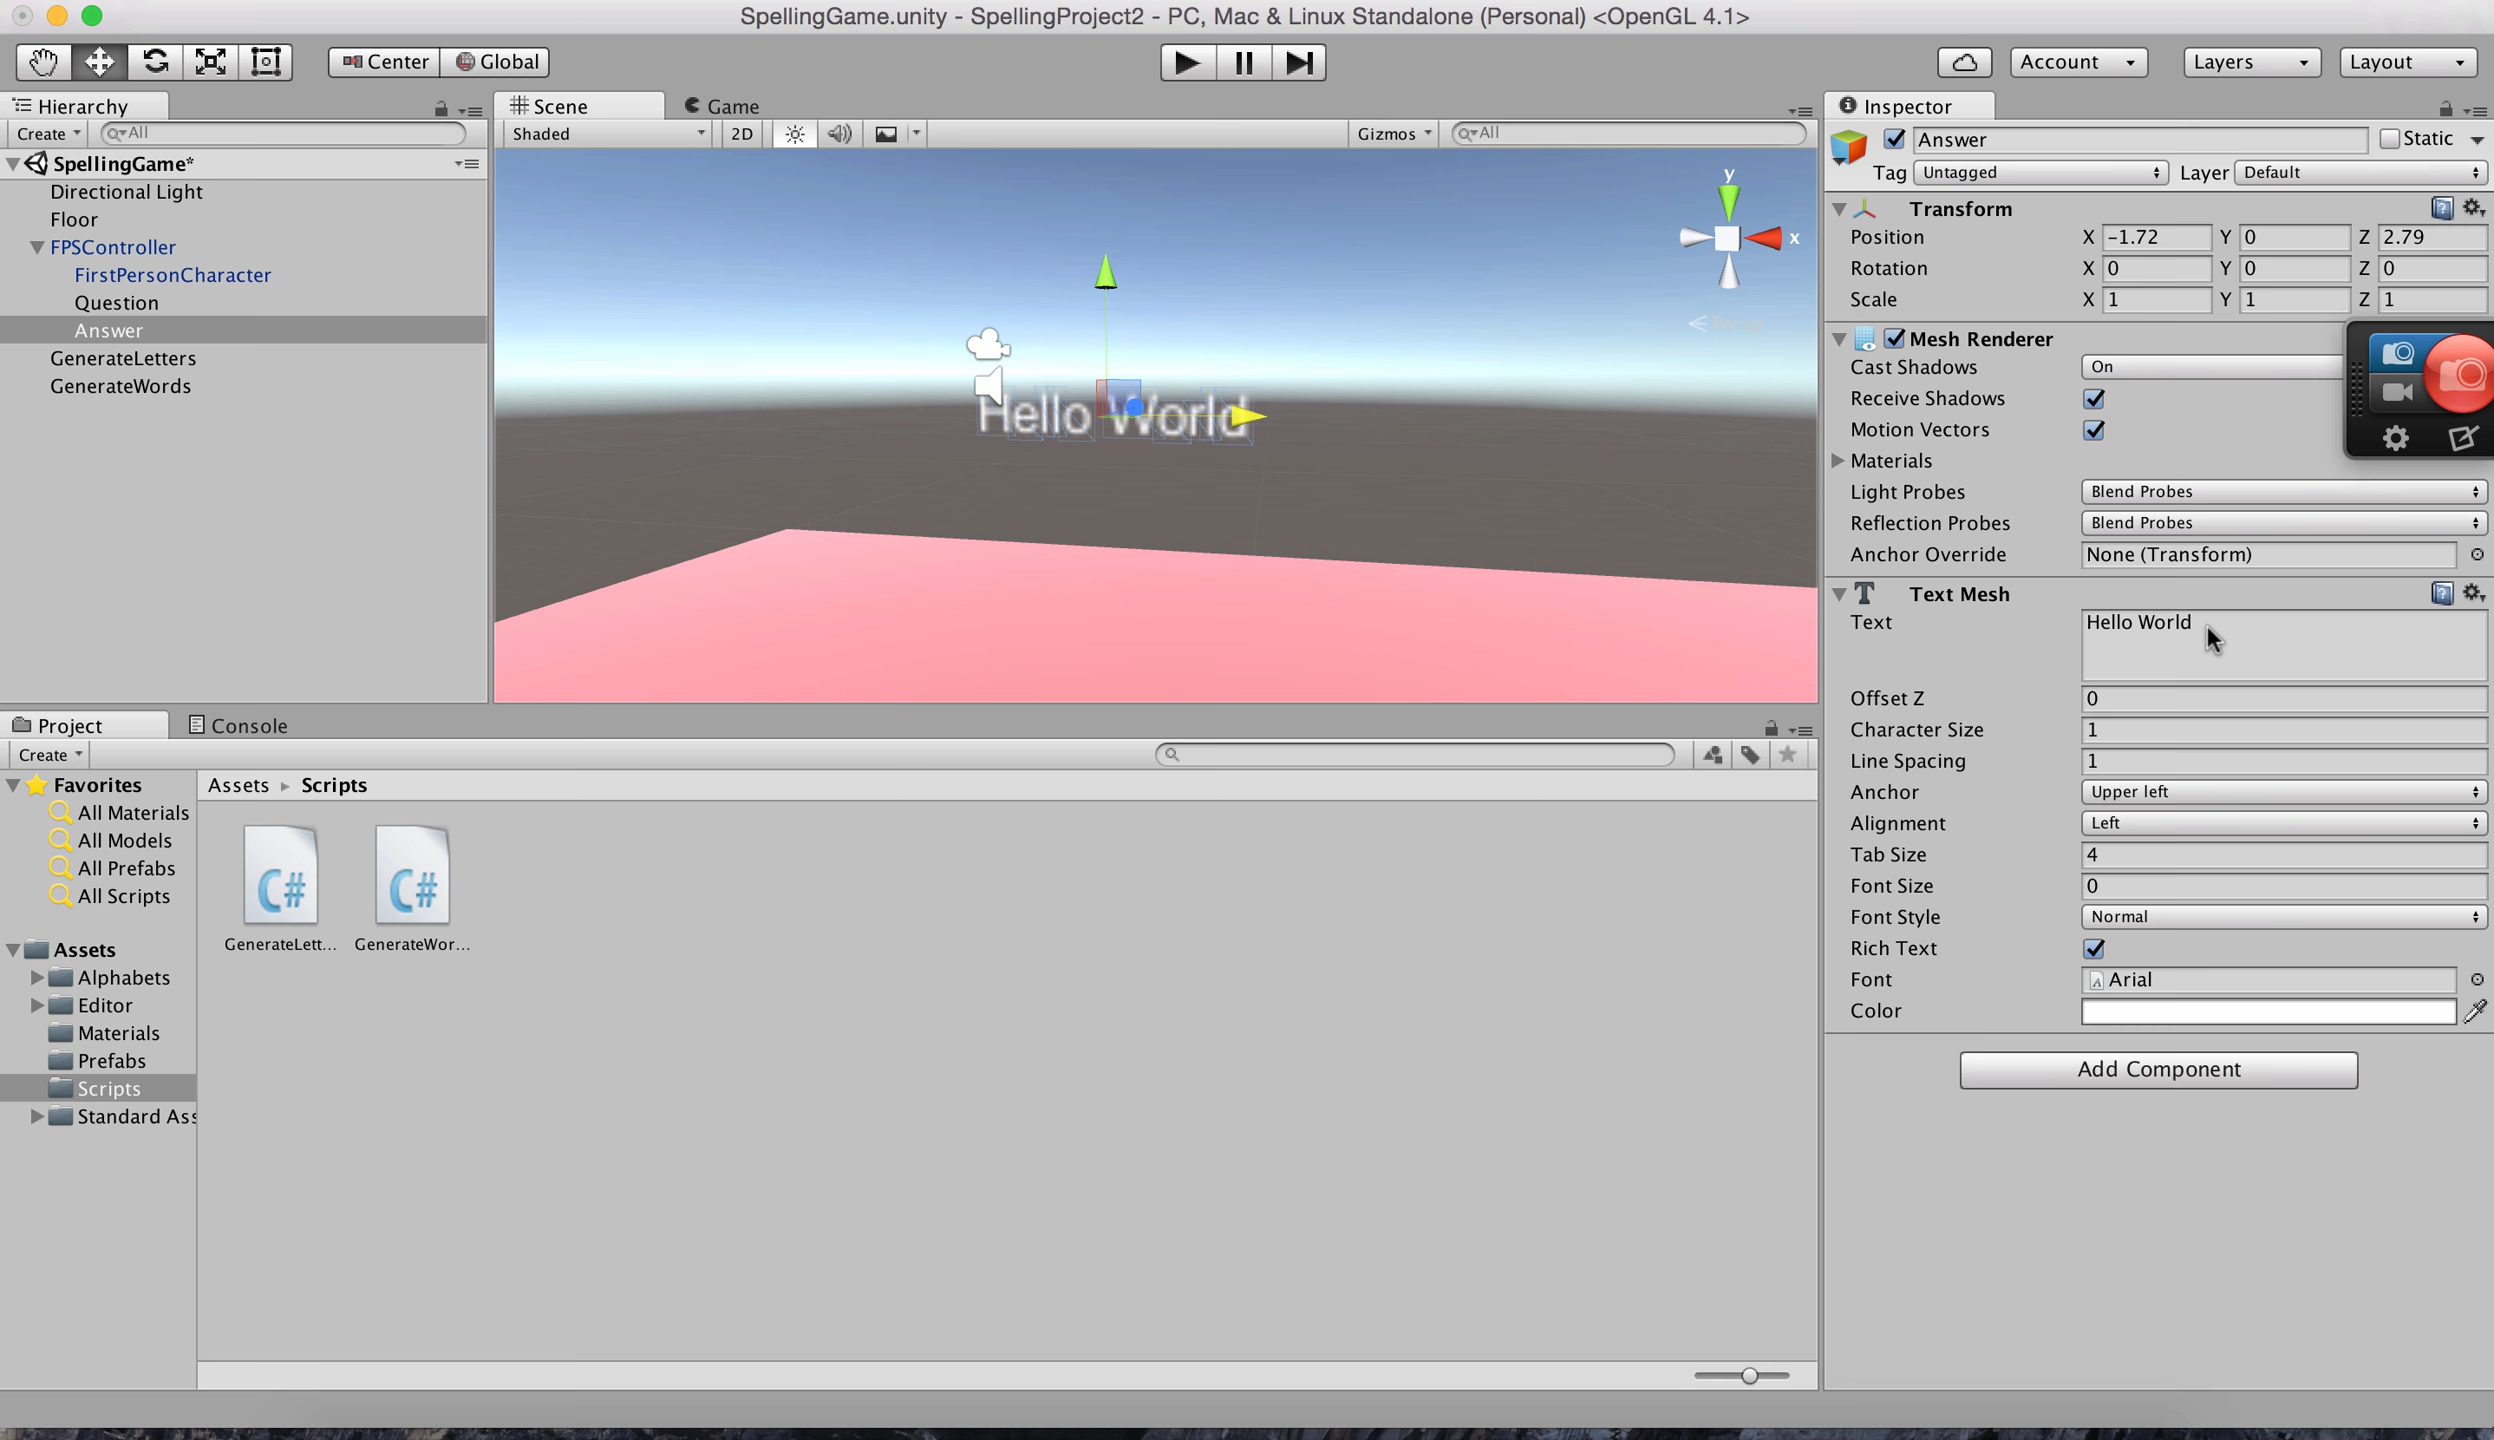 SpellingGame.unity - SpellingProject2 - PC, Mac & Linux Standalone (Personal) <OpenGL 4.1>
Center Global
Account Layers Layout
Hierarchy
Create All
SpellingGame*
Directional Light
Floor
FPSController
FirstPersonCharacter
Question
Answer
GenerateLetters
GenerateWords
Scene Game
Shaded 2D Gizmos All
y
x
Persp
Hello World
Inspector
Answer Static
Tag Untagged Layer Default
Transform
Position X -1.72 Y 0 Z 2.79
Rotation X 0 Y 0 Z 0
Scale X 1 Y 1 Z 1
Mesh Renderer
Cast Shadows On
Receive Shadows
Motion Vectors
Materials
Light Probes Blend Probes
Reflection Probes Blend Probes
Anchor Override None (Transform)
Text Mesh
Text Hello World
Offset Z 0
Character Size 1
Line Spacing 1
Anchor Upper left
Alignment Left
Tab Size 4
Font Size 0
Font Style Normal
Rich Text
Font Arial
Color
Add Component
Project Console
Create
Favorites
All Materials
All Models
All Prefabs
All Scripts
Assets
Alphabets
Editor
Materials
Prefabs
Scripts
Standard Ass
Assets Scripts
C# C#
GenerateLett... GenerateWor...